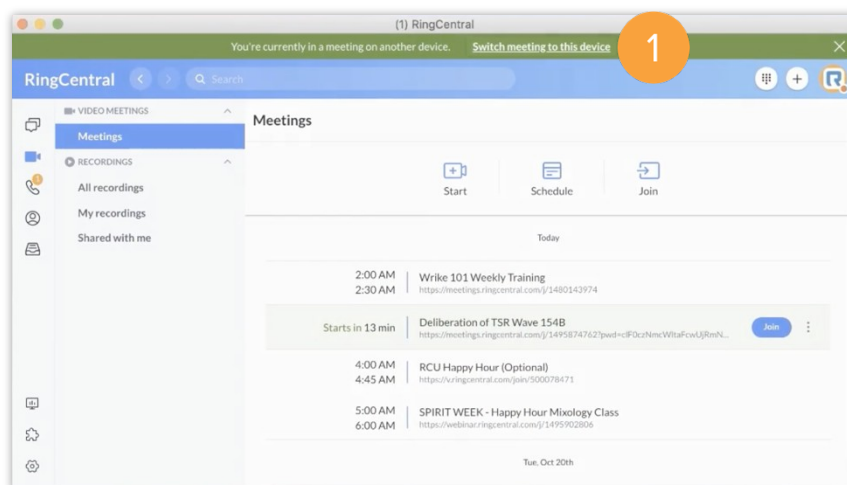 (1) RingCentral
You're currently in a meeting on another device. Switch meeting to this device
1
RingCentral
Search
R
VIDEO MEETINGS
Meetings
RECORDINGS
All recordings
My recordings
Shared with me
1
Meetings
Start Schedule Join
Today
2:00 AM
2:30 AM
Wrike 101 Weekly Training
https://meetings.ringcentral.com/j/1480143974
Starts in 13 min
Deliberation of TSR Wave 154B
Join
4:00 AM
4:45 AM
RCU Happy Hour (Optional)
https://v.ringcentral.com/join/500078471
5:00 AM
6:00 AM
SPIRIT WEEK - Happy Hour Mixology Class
https://webinar.ringcentral.com/j/1495902806
Tue, Oct 20th